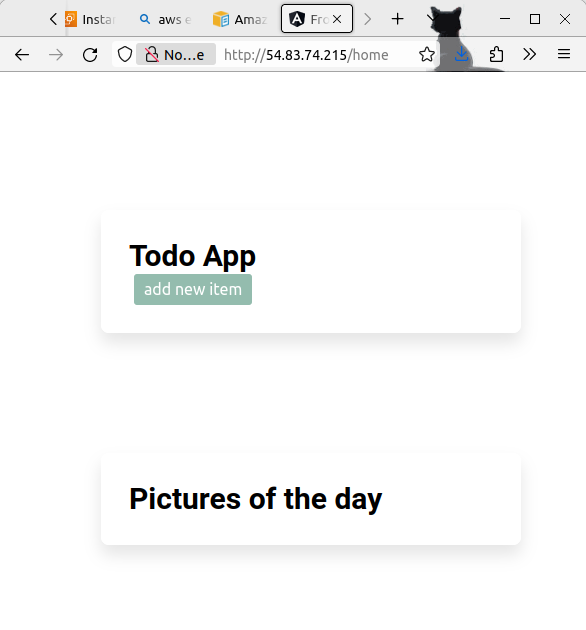 Instan
aws e
Amaz
Fro
No...e
http://54.83.74.215/home
Todo App
add new item
Pictures of the day